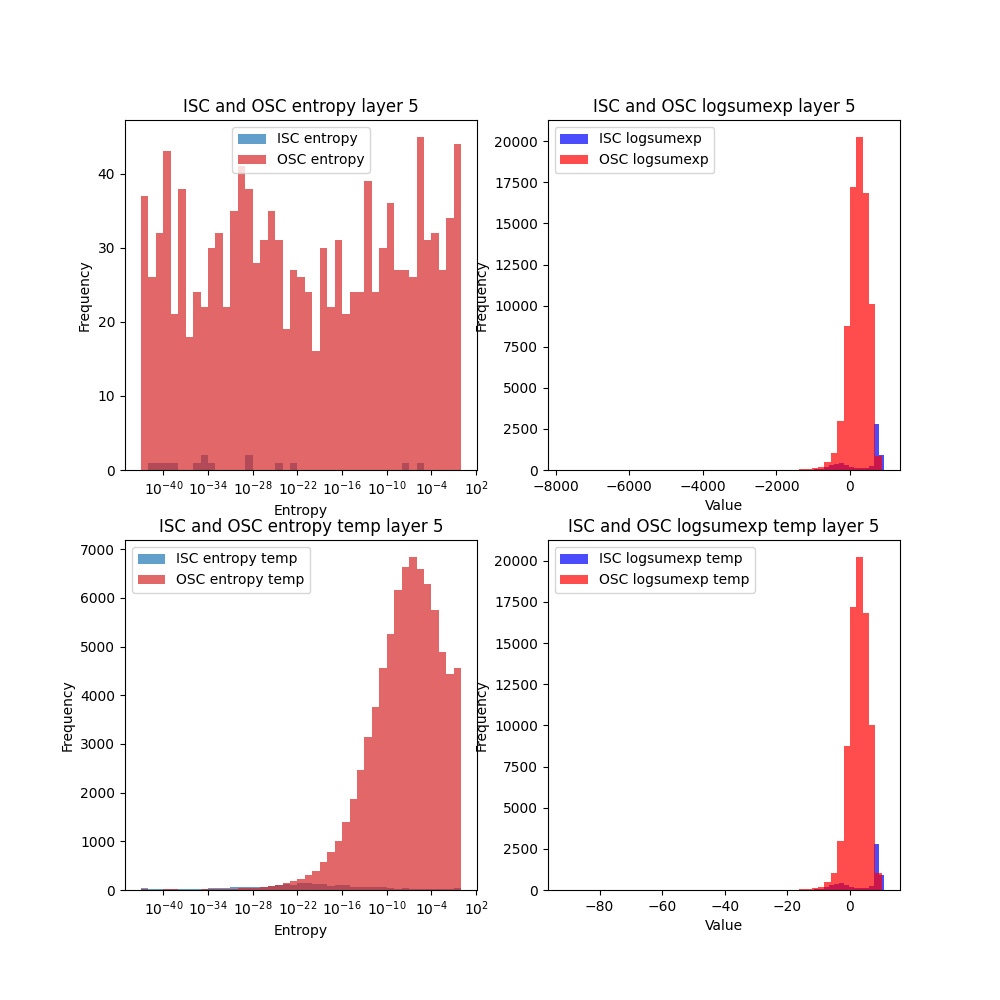 ISC and OSC entropy layer 5
ISC entropy
OSC entropy
Frequency
40
30
20
10
0
10⁻⁴⁰ 10⁻³⁴ 10⁻²⁸ 10⁻²² 10⁻¹⁶ 10⁻¹⁰ 10⁻⁴ 10²
Entropy
ISC and OSC logsumexp layer 5
ISC logsumexp
OSC logsumexp
Frequency
20000
17500
15000
12500
10000
7500
5000
2500
0
−8000 −6000 −4000 −2000 0
Value
ISC and OSC entropy temp layer 5
ISC entropy temp
OSC entropy temp
Frequency
7000
6000
5000
4000
3000
2000
1000
0
10⁻⁴⁰ 10⁻³⁴ 10⁻²⁸ 10⁻²² 10⁻¹⁶ 10⁻¹⁰ 10⁻⁴ 10²
Entropy
ISC and OSC logsumexp temp layer 5
ISC logsumexp temp
OSC logsumexp temp
Frequency
20000
17500
15000
12500
10000
7500
5000
2500
0
−80 −60 −40 −20 0
Value